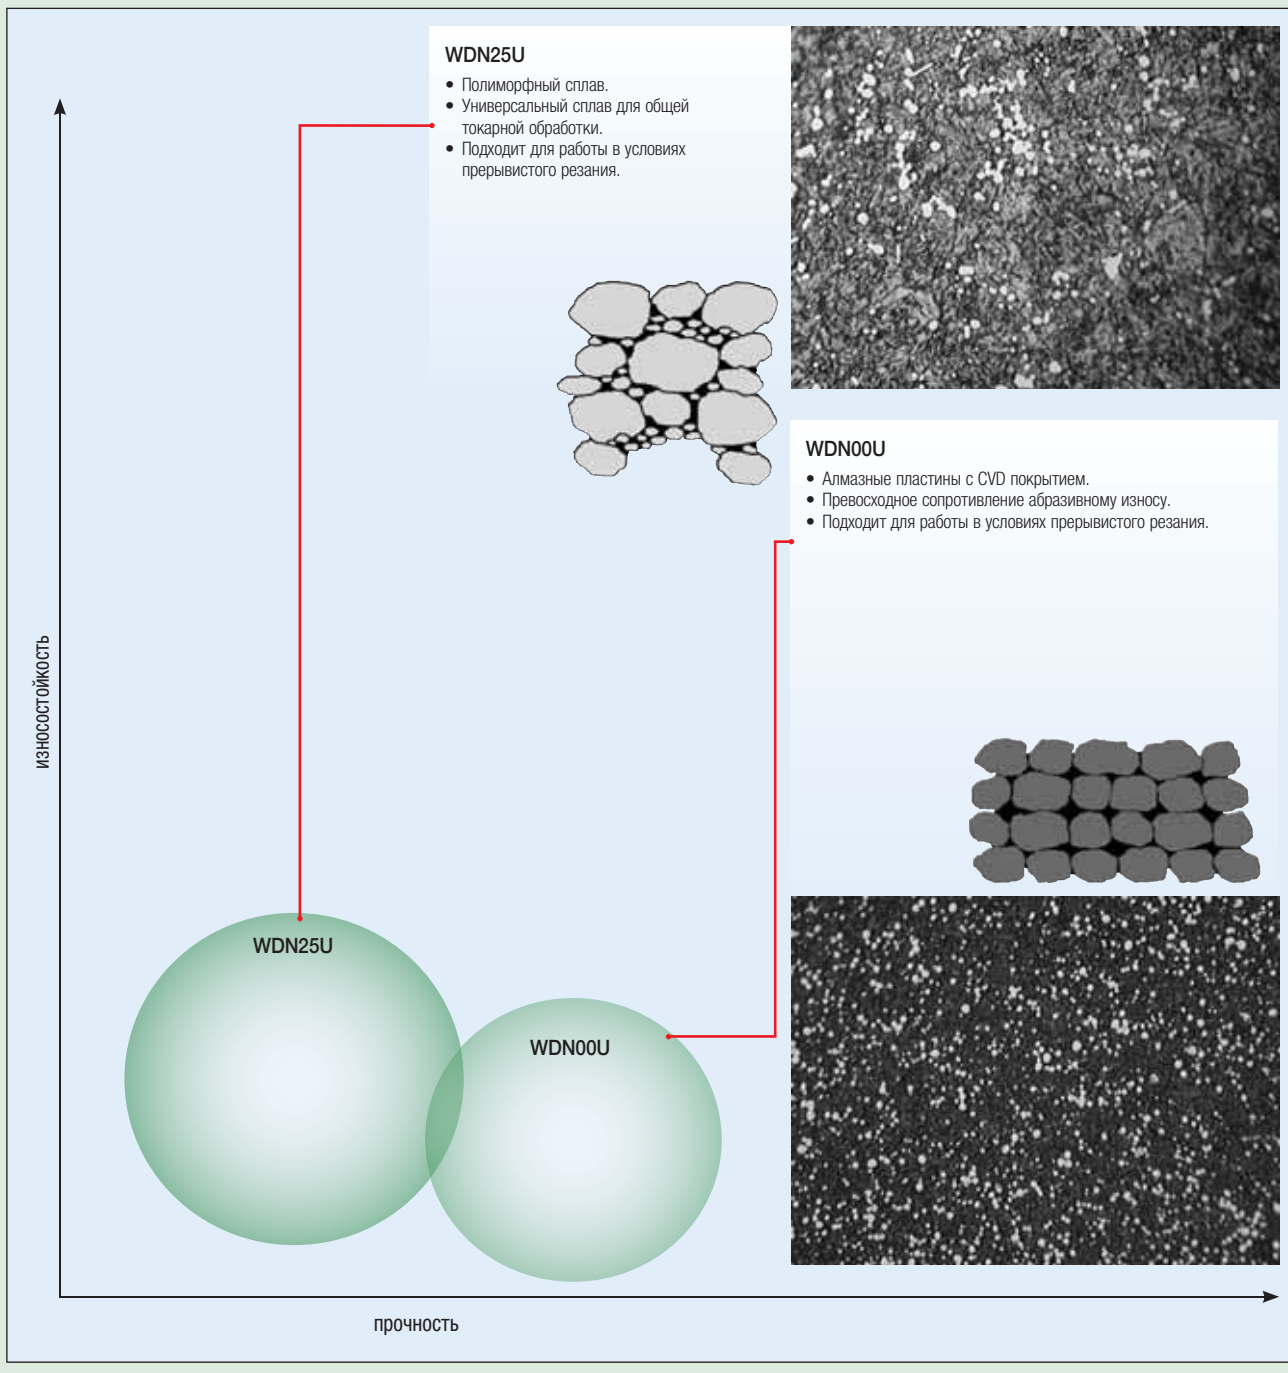 WDN25U
• Полиморфный сплав.
• Универсальный сплав для общей
токарной обработки.
• Подходит для работы в условиях
прерывистого резания.
WDN00U
• Алмазные пластины с CVD покрытием.
• Превосходное сопротивление абразивному износу.
• Подходит для работы в условиях прерывистого резания.
износостойкость
WDN25U
WDN00U
прочность